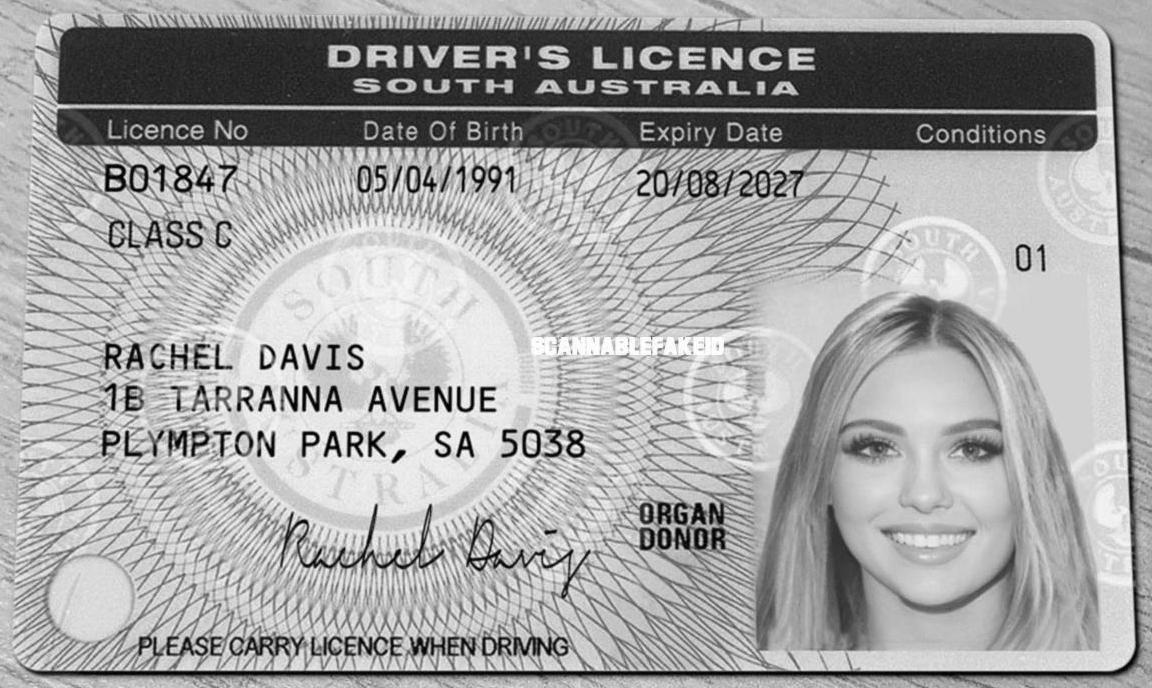 DRIVER'S LICENCE
SOUTH AUSTRALIA
Licence No Date Of Birth Expiry Date Conditions
BO1847 05/04/1991 20/08/2027
CLASS C
01
SOUTH
AUSTRALIA
RACHEL DAVIS
SCANNABLEFAKEID
1B TARRANNA AVENUE
PLYMPTON PARK, SA 5038
ORGAN
DONOR
Rachel Davis
PLEASE CARRY LICENCE WHEN DRIVING